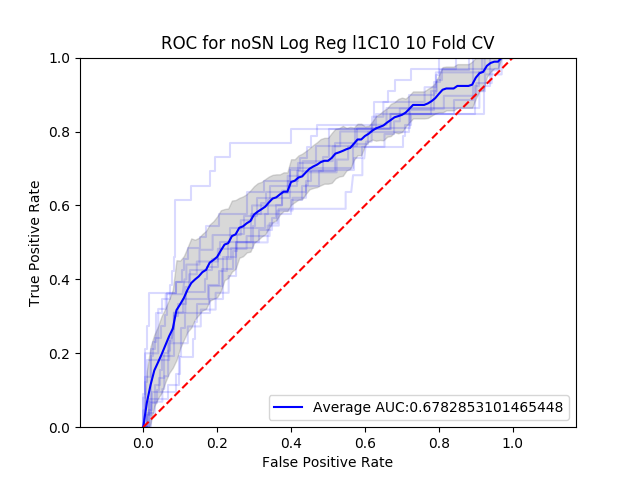 ROC for noSN Log Reg l1C10 10 Fold CV
True Positive Rate
1.0
0.8
0.6
0.4
0.2
0.0
Average AUC:0.6782853101465448
0.0 0.2 0.4 0.6 0.8 1.0
False Positive Rate